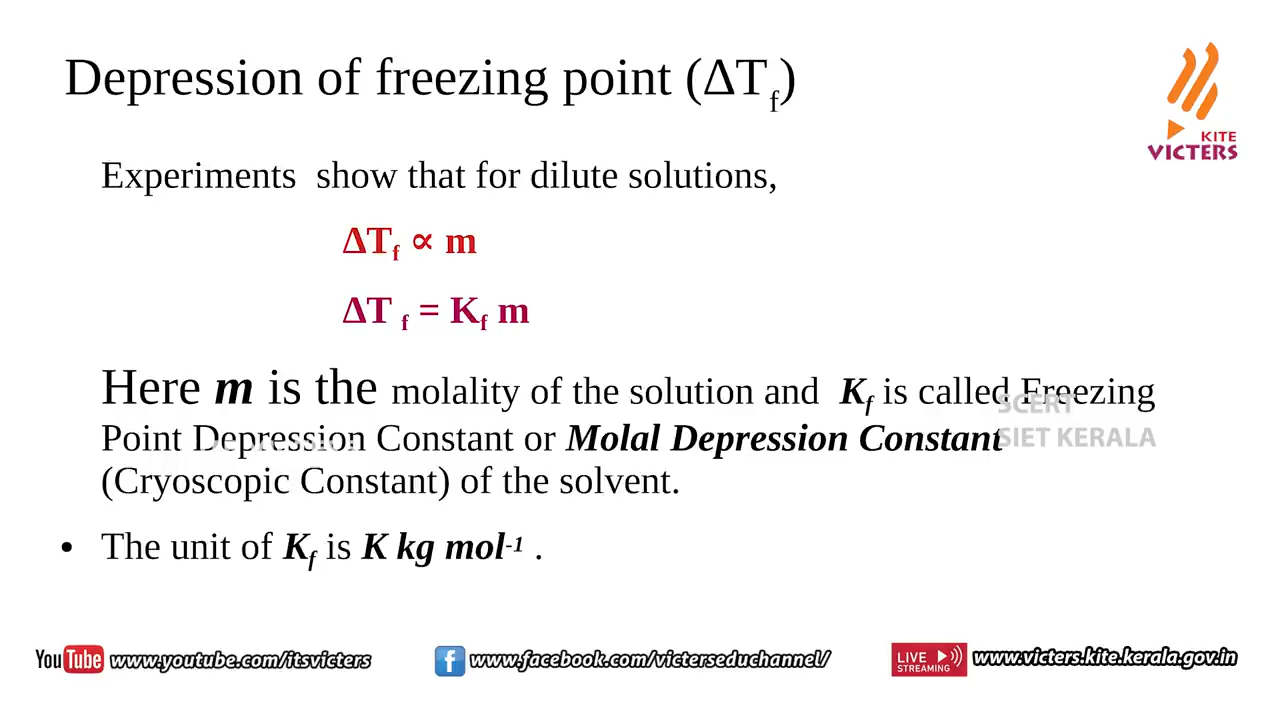 Depression of freezing point (ΔTf)
KITE
VICTERS
Experiments show that for dilute solutions,
ΔTf ∝ m
ΔT f = Kf m
Here m is the molality of the solution and Kf is called Freezing
Point Depression Constant or Molal Depression Constant
(Cryoscopic Constant) of the solvent.
SCERT
SIET KERALA
• The unit of Kf is K kg mol-1 .
YouTube www.youtube.com/itsvicters
f www.facebook.com/victerseduchannel/
LIVE STREAMING www.victers.kite.kerala.gov.in